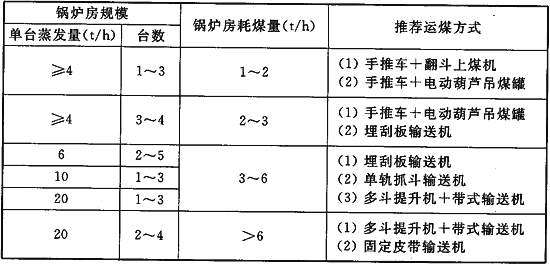 锅炉房规模 锅炉房耗煤量(t/h) 推荐运煤方式
单台蒸发量(t/h) 台数
≥4 1～3 1～2 (1) 手推车＋翻斗上煤机
(2) 手推车＋电动葫芦吊煤罐
≥4 3～4 2～3 (1) 手推车＋电动葫芦吊煤罐
(2) 埋刮板输送机
6 2～5 3～6 (1) 埋刮板输送机
10 1～3 (2) 单轨抓斗输送机
20 1～3 (3) 多斗提升机＋带式输送机
20 2～4 ＞6 (1) 多斗提升机＋带式输送机
(2) 固定皮带输送机